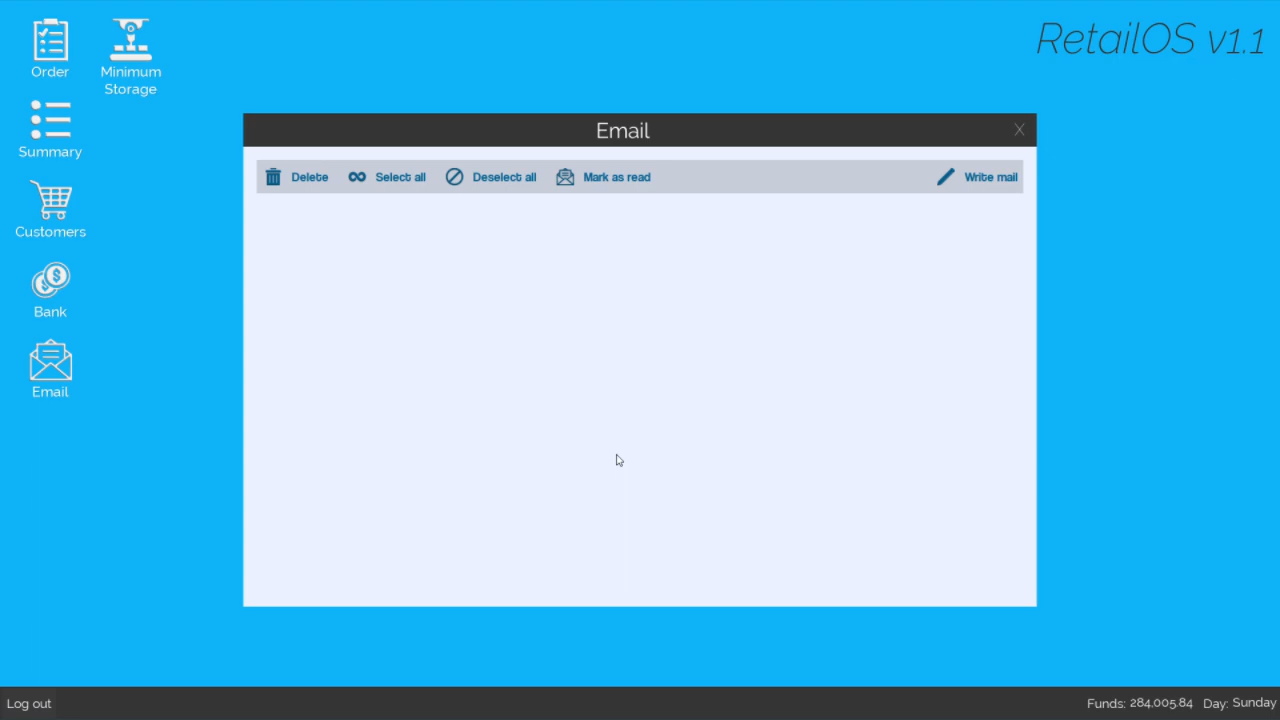 RetailOS v1.1
Order
Minimum
Storage
Summary
Customers
Bank
Email
Email
X
Delete
Select all
Deselect all
Mark as read
Write mail
Log out
Funds: 284,005.84 Day: Sunday